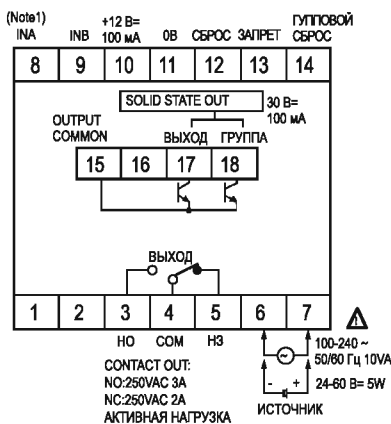 (Note1)
INA
INB
+12 В=
100 мА
0В
СБРОС
ЗАПРЕТ
ГУППОВОЙ
СБРОС
8 9 10 11 12 13 14
SOLID STATE OUT
30 В=
100 мА
OUTPUT
COMMON
ВЫХОД ГРУППА
15 16 17 18
ВЫХОД
1 2 3 4 5 6 7
НО COM НЗ
100-240 ~
50/60 Гц 10VA
CONTACT OUT:
NO:250VAC 3A
NC:250VAC 2A
АКТИВНАЯ НАГРУЗКА
- +
24-60 В= 5W
ИСТОЧНИК